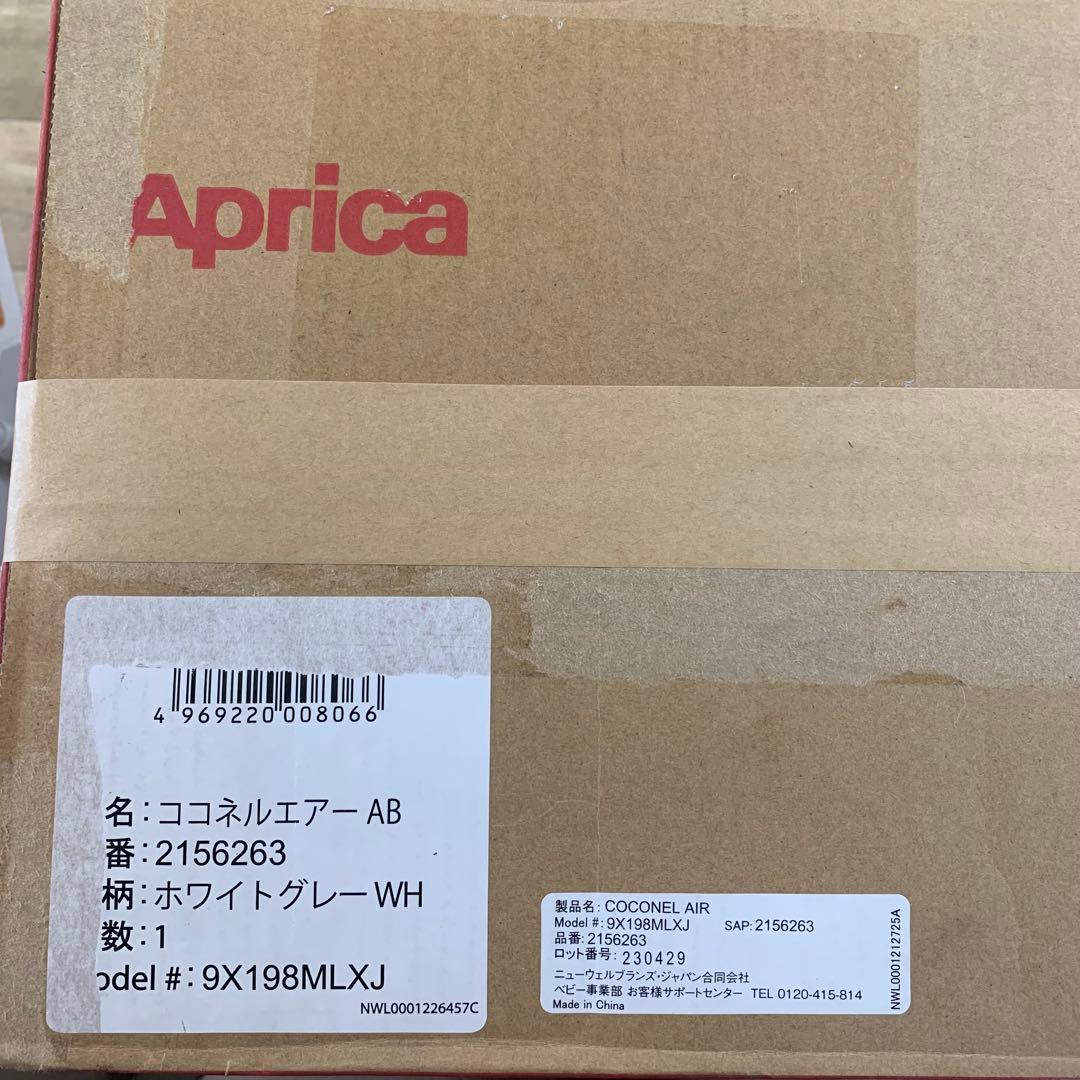 Aprica
4 969220 008066
名:ココネルエアー AB
番:2156263
柄:ホワイトグレー WH
数:1
odel #: 9X198MLXJ
NWL0001226457C
製品名: COCONEL AIR
Model #: 9X198MLXJ SAP: 2156263
品番: 2156263
ロット番号: 230429
ニューウェルブランズ・ジャパン合同会社
ベビー事業部 お客様サポートセンター TEL 0120-415-814
Made in China
NWL0001212725A